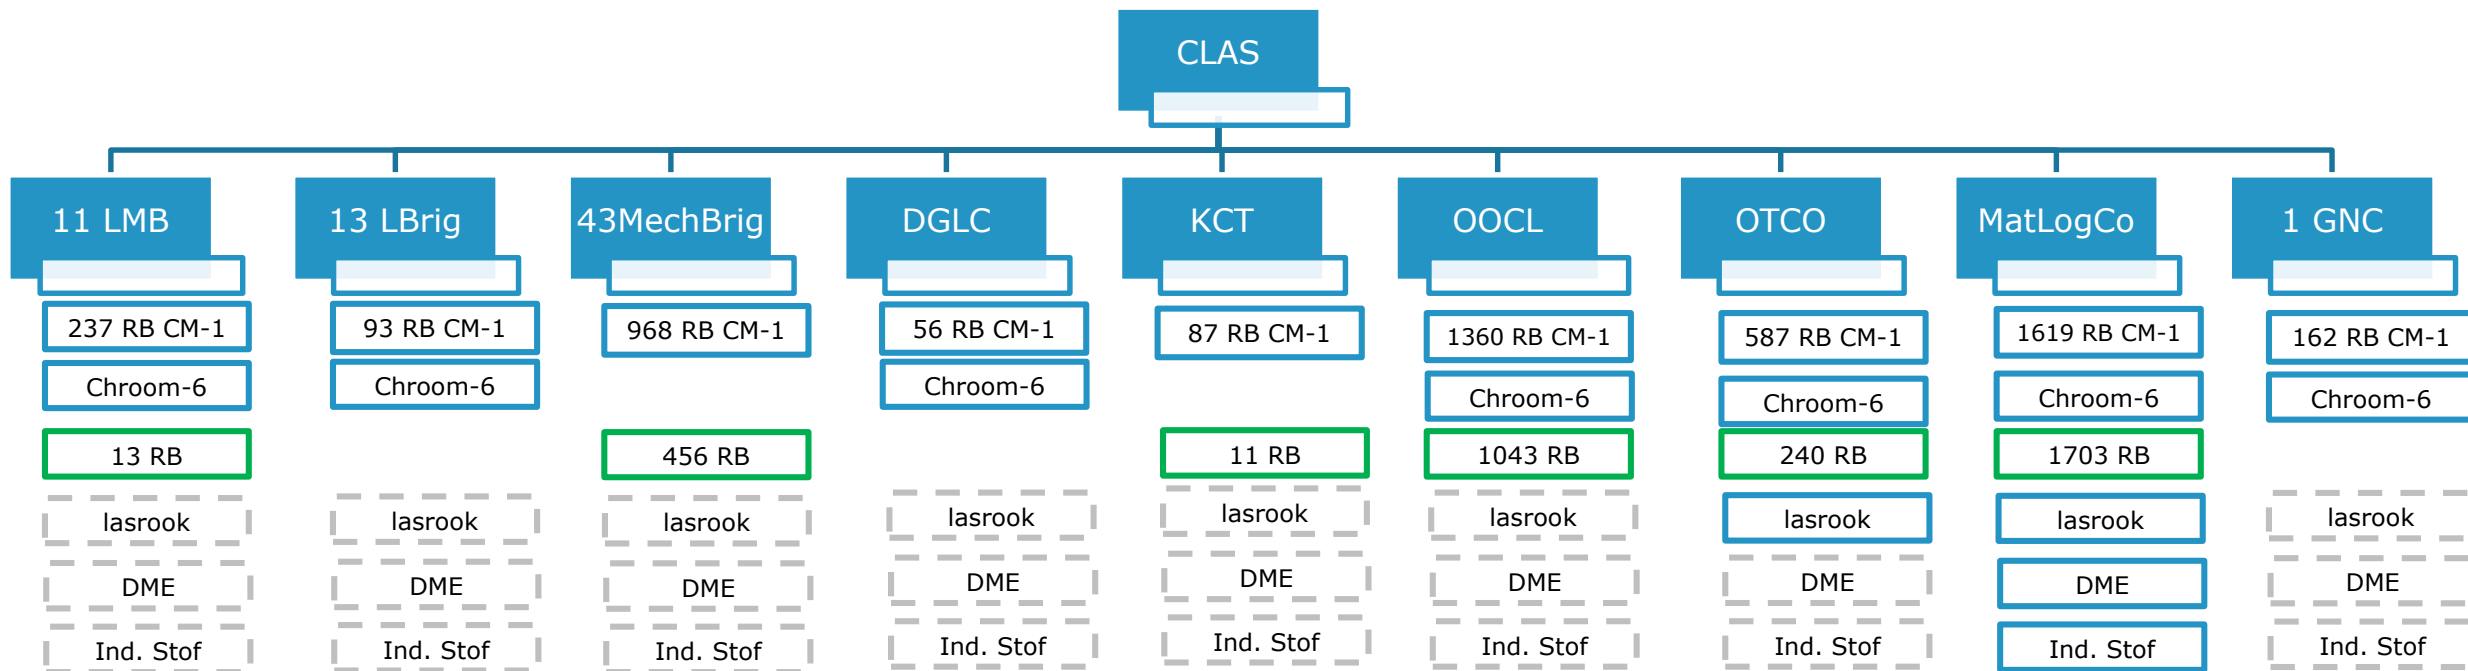 CLAS
11 LMB
13 LBrig
43MechBrig
DGLC
KCT
OOCL
OTCO
MatLogCo
1 GNC
237 RB CM-1
93 RB CM-1
968 RB CM-1
56 RB CM-1
87 RB CM-1
1360 RB CM-1
587 RB CM-1
1619 RB CM-1
162 RB CM-1
Chroom-6
Chroom-6
Chroom-6
Chroom-6
Chroom-6
Chroom-6
Chroom-6
13 RB
456 RB
11 RB
1043 RB
240 RB
1703 RB
lasrook
lasrook
lasrook
lasrook
lasrook
lasrook
lasrook
lasrook
lasrook
DME
DME
DME
DME
DME
DME
DME
DME
DME
Ind. Stof
Ind. Stof
Ind. Stof
Ind. Stof
Ind. Stof
Ind. Stof
Ind. Stof
Ind. Stof
Ind. Stof